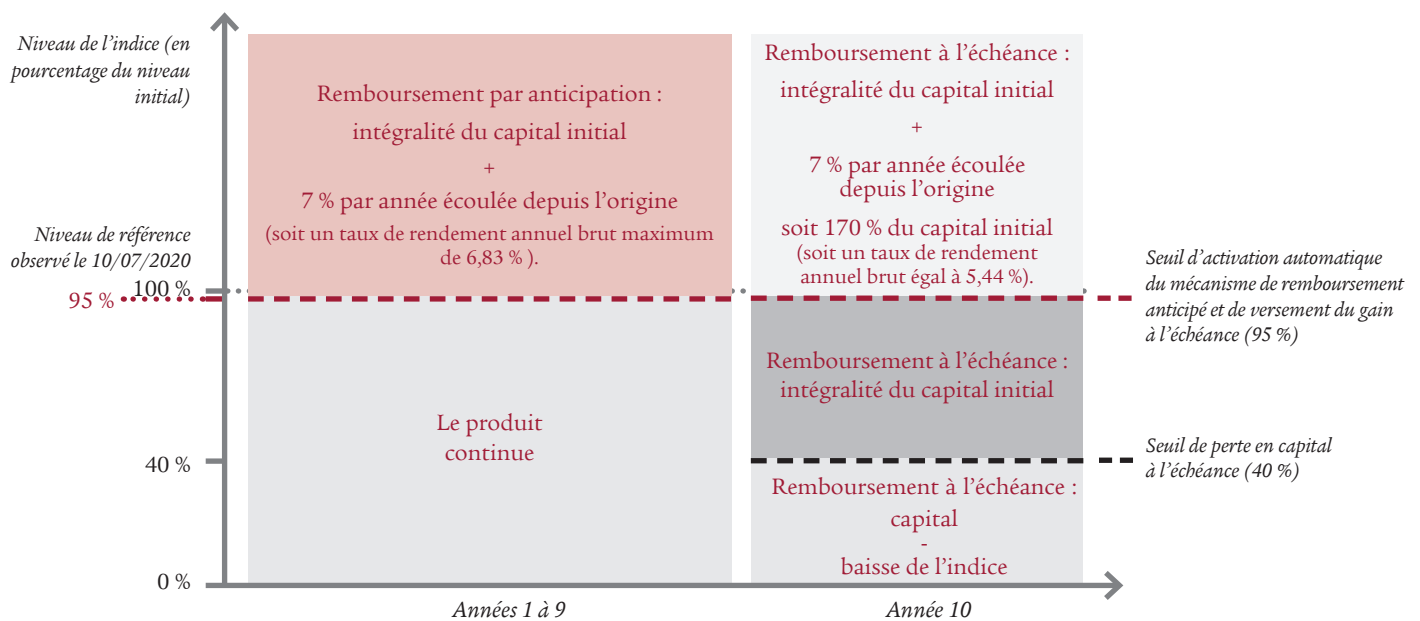 Niveau de l’indice (en
pourcentage du niveau
initial)
Remboursement par anticipation :
intégralité du capital initial
+
7 % par année écoulée depuis l’origine
(soit un taux de rendement annuel brut maximum
de 6,83 % ).
Remboursement à l’échéance :
intégralité du capital initial
+
7 % par année écoulée
depuis l’origine
soit 170 % du capital initial
(soit un taux de rendement
annuel brut égal à 5,44 %).
Niveau de référence
observé le 10/07/2020
100 %
95 %
Seuil d’activation automatique
du mécanisme de remboursement
anticipé et de versement du gain
à l’échéance (95 %)
Remboursement à l’échéance :
intégralité du capital initial
Le produit
continue
40 %
Seuil de perte en capital
à l’échéance (40 %)
Remboursement à l’échéance :
capital
-
baisse de l’indice
0 %
Années 1 à 9
Année 10